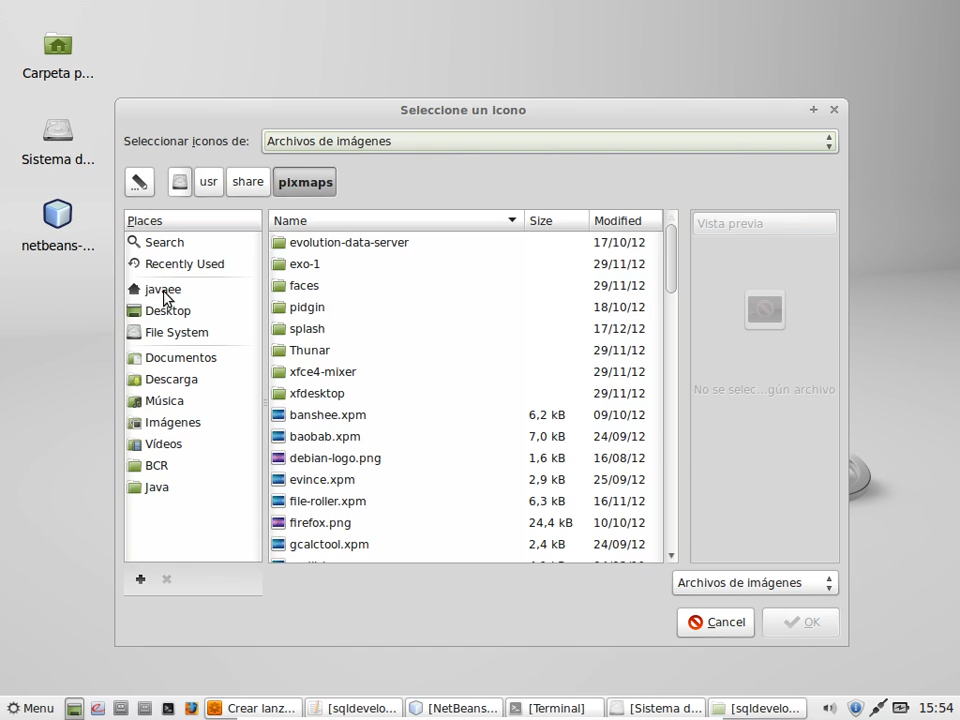 Carpeta p...
Sistema d...
netbeans-...
Seleccione un Icono
Seleccionar iconos de:
Archivos de imágenes
usr
share
pixmaps
Places
Search
Recently Used
javaee
Desktop
File System
Documentos
Descarga
Música
Imágenes
Vídeos
BCR
Java
Name Size Modified
evolution-data-server 17/10/12
exo-1 29/11/12
faces 29/11/12
pidgin 18/10/12
splash 17/12/12
Thunar 29/11/12
xfce4-mixer 29/11/12
xfdesktop 29/11/12
banshee.xpm 6,2 kB 09/10/12
baobab.xpm 7,0 kB 24/09/12
debian-logo.png 1,6 kB 16/08/12
evince.xpm 2,9 kB 25/09/12
file-roller.xpm 6,3 kB 16/11/12
firefox.png 24,4 kB 10/10/12
gcalctool.xpm 2,4 kB 24/09/12
Vista previa
No se selec...gún archivo
Archivos de imágenes
Cancel
OK
Menu
Crear lanz...
[sqldevelo...
[NetBeans...
[Terminal]
[Sistema d...
[sqldevelo...
15:54